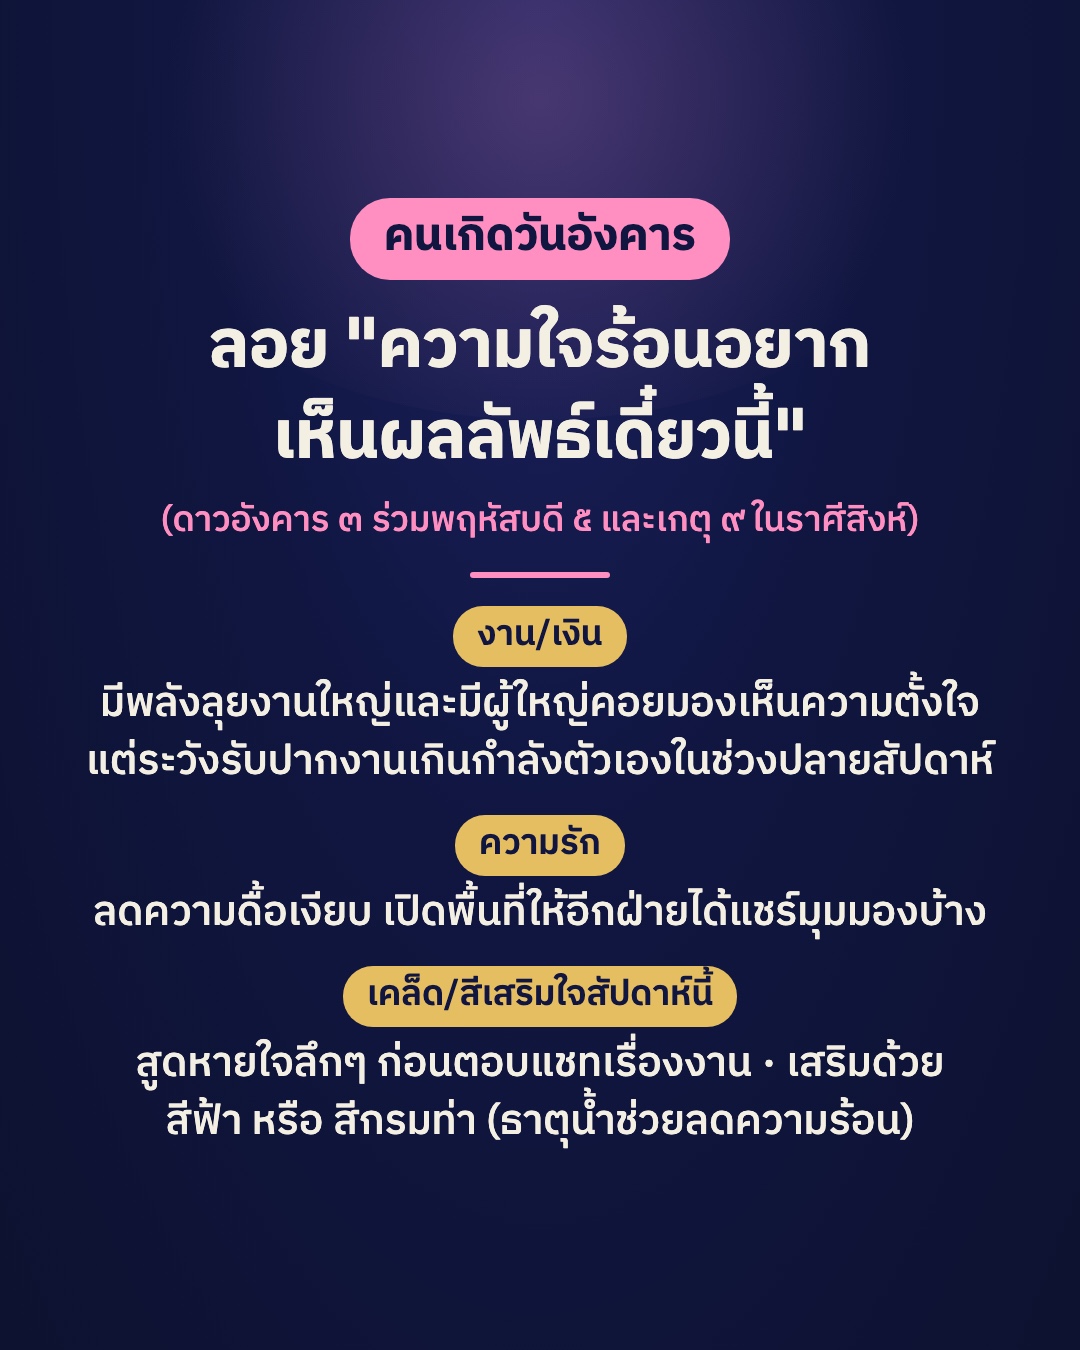 คนเกิดวันอังคาร
ลอย "ความใจร้อนอยาก
เห็นผลลัพธ์เดี๋ยวนี้"
(ดาวอังคาร ๓ ร่วมพฤหัสบดี ๕ และเกตุ ๙ ในราศีสิงห์)
งาน/เงิน
มีพลังลุยงานใหญ่และมีผู้ใหญ่คอยมองเห็นความตั้งใจ
แต่ระวังรับปากงานเกินกำลังตัวเองในช่วงปลายสัปดาห์
ความรัก
ลดความดื้อเงียบ เปิดพื้นที่ให้อีกฝ่ายได้แชร์มุมมองบ้าง
เคล็ด/สีเสริมใจสัปดาห์นี้
สูดหายใจลึกๆ ก่อนตอบแชทเรื่องงาน · เสริมด้วย
สีฟ้า หรือ สีกรมท่า (ธาตุน้ำช่วยลดความร้อน)